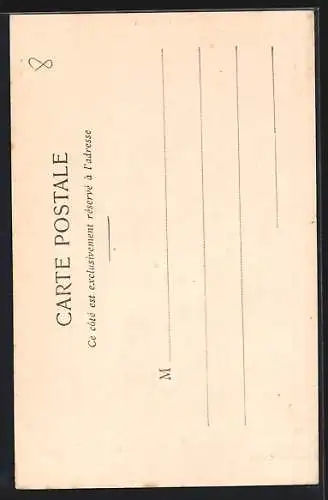 CARTE POSTALE
Ce côté est exclusivement réservé à l'adresse
M
8